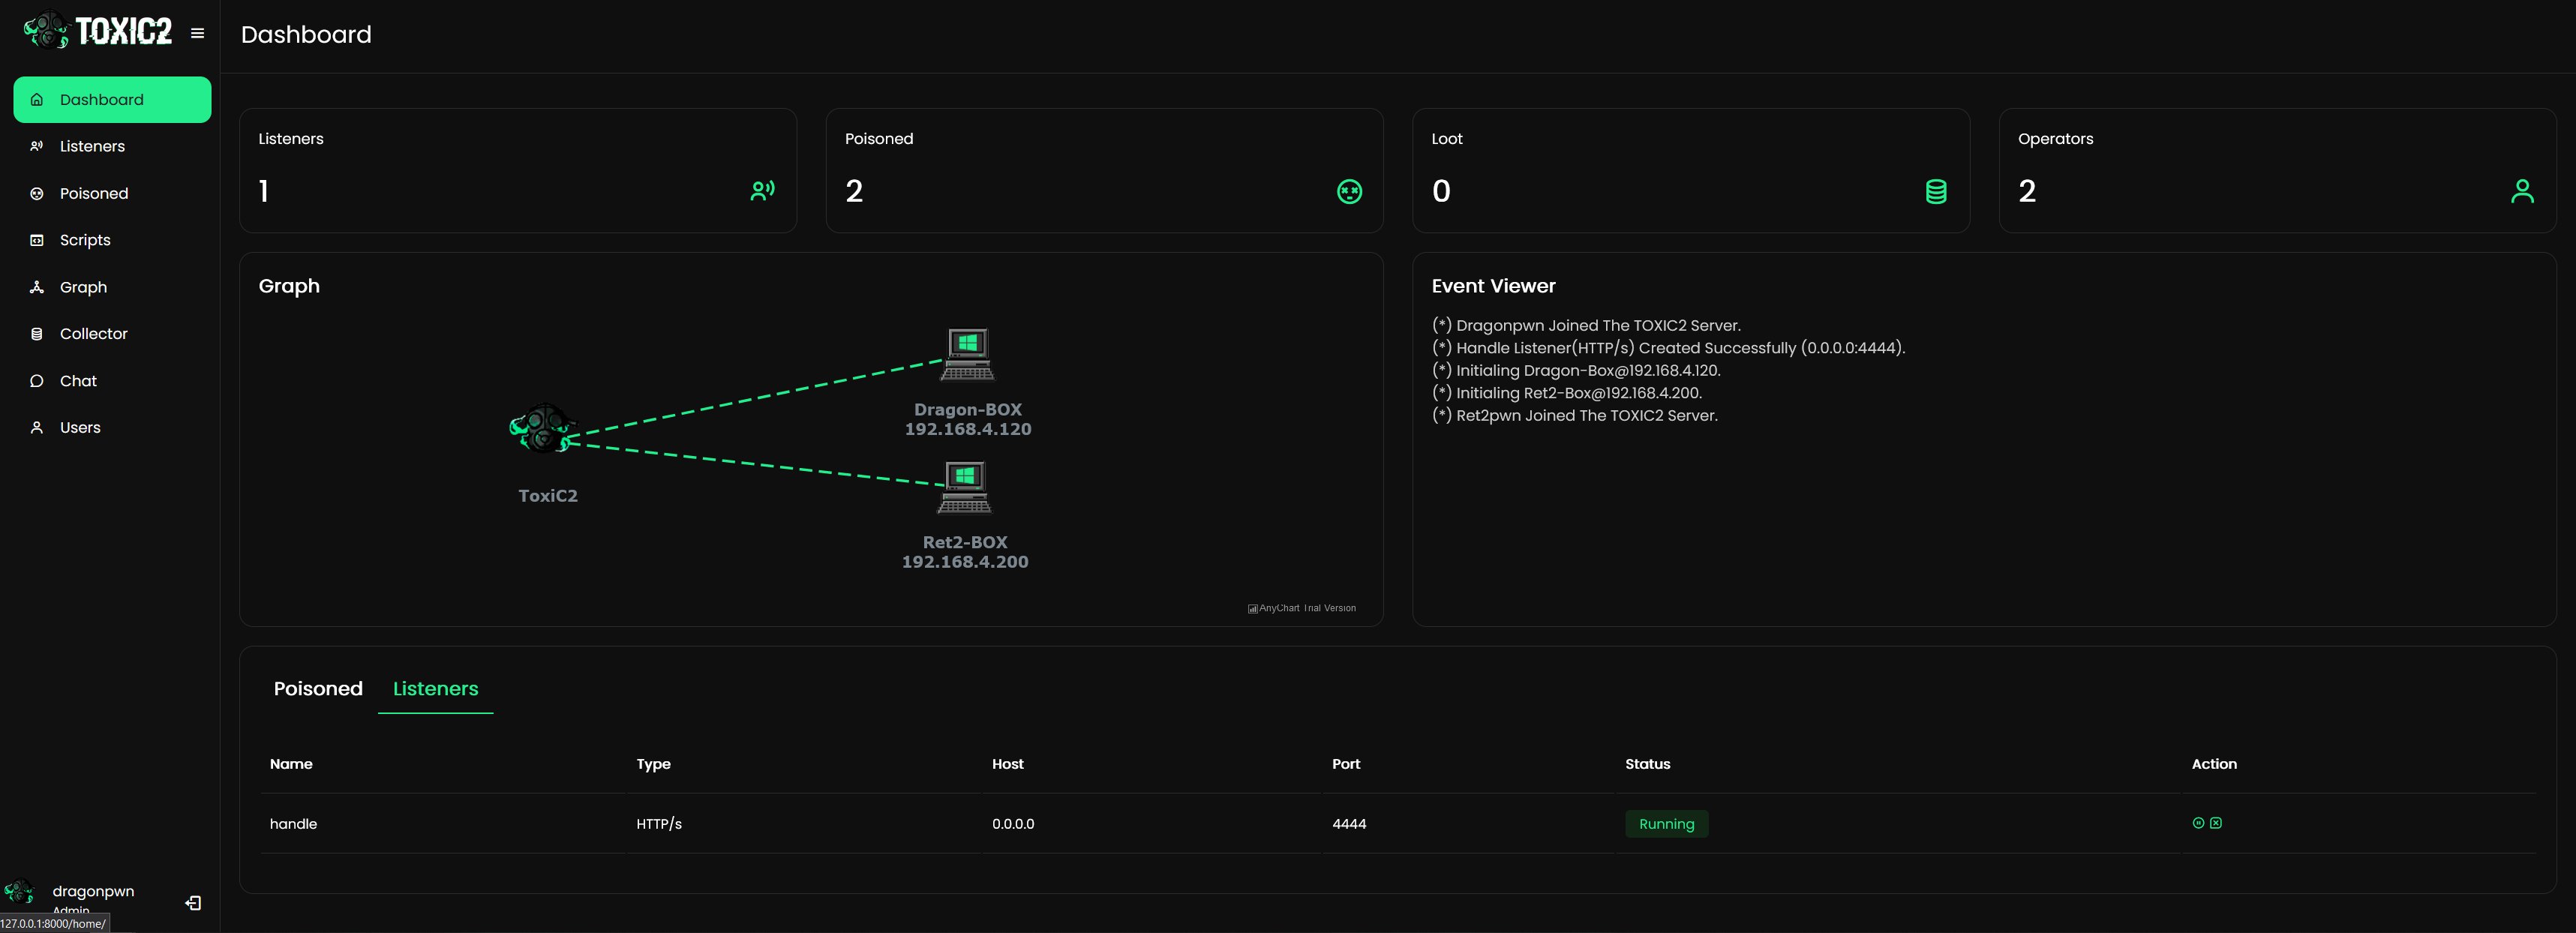 TOXIC2
Dashboard
Dashboard
Listeners
Poisoned
Scripts
Graph
Collector
Chat
Users
Listeners
1
Poisoned
2
Loot
0
Operators
2
Graph
ToxiC2
Dragon-BOX
192.168.4.120
Ret2-BOX
192.168.4.200
AnyChart Trial Version
Event Viewer
(*) Dragonpwn Joined The TOXIC2 Server.
(*) Handle Listener(HTTP/s) Created Successfully (0.0.0.0:4444).
(*) Initialing Dragon-Box@192.168.4.120.
(*) Initialing Ret2-Box@192.168.4.200.
(*) Ret2pwn Joined The TOXIC2 Server.
Poisoned Listeners
Name Type Host Port Status Action
handle HTTP/s 0.0.0.0 4444 Running
dragonpwn
Admin
127.0.0.1:8000/home/